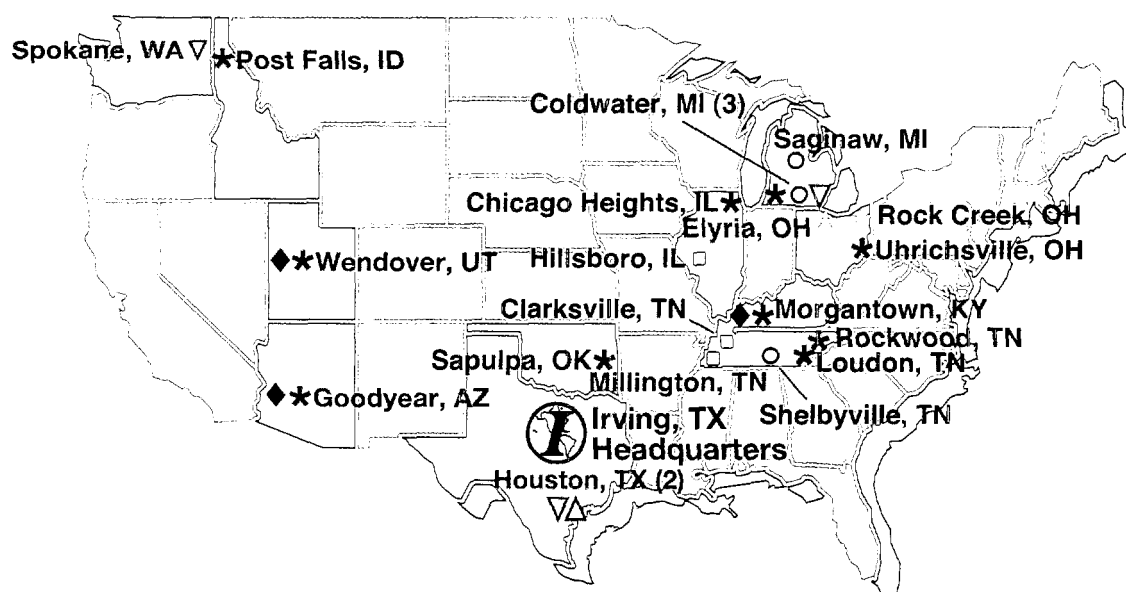 Spokane, WA
Post Falls, ID
Coldwater, MI (3)
Saginaw, MI
Chicago Heights, IL
Elyria, OH
Rock Creek, OH
Uhrichsville, OH
Wendover, UT
Hillsboro, IL
Clarksville, TN
Morgantown, KY
Rockwood, TN
Sapulpa, OK
Loudon, TN
Millington, TN
Goodyear, AZ
Shelbyville, TN
I
Irving, TX
Headquarters
Houston, TX (2)